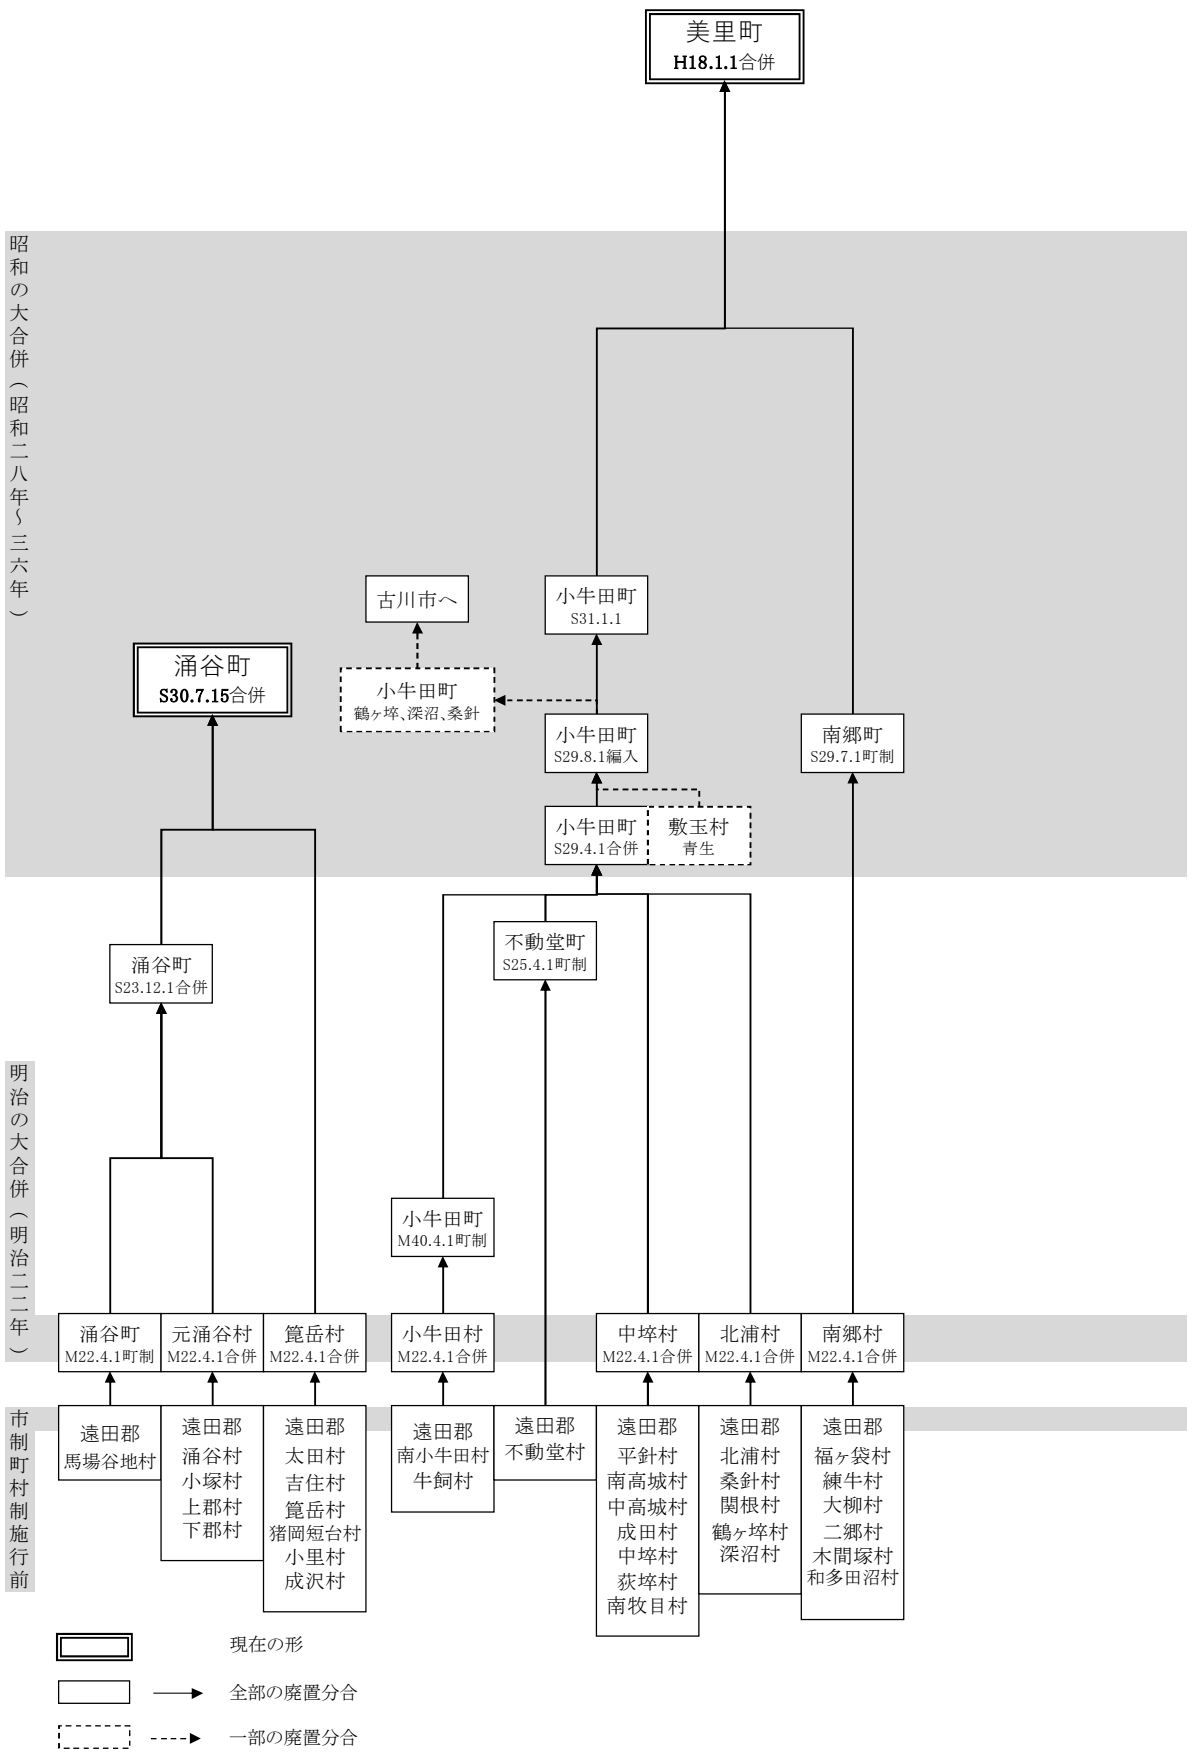 美里町
H18.1.1合併
昭和の大合併（昭和二八年～三六年）
古川市へ
小牛田町
S31.1.1
涌谷町
S30.7.15合併
小牛田町
鶴ヶ埣、深沼、桑針
小牛田町
S29.8.1編入
南郷町
S29.7.1町制
小牛田町
S29.4.1合併
敷玉村
青生
不動堂町
S25.4.1町制
涌谷町
S23.12.1合併
明治の大合併（明治二二年）
小牛田町
M40.4.1町制
涌谷町
M22.4.1町制
元涌谷村
M22.4.1合併
箟岳村
M22.4.1合併
小牛田村
M22.4.1合併
中埣村
M22.4.1合併
北浦村
M22.4.1合併
南郷村
M22.4.1合併
市制町村制施行前
遠田郡
馬場谷地村
遠田郡
涌谷村
小塚村
上郡村
下郡村
遠田郡
太田村
吉住村
箟岳村
猪岡短台村
小里村
成沢村
遠田郡
南小牛田村
牛飼村
遠田郡
不動堂村
遠田郡
平針村
南高城村
中高城村
成田村
中埣村
荻埣村
南牧目村
遠田郡
北浦村
桑針村
関根村
鶴ヶ埣村
深沼村
遠田郡
福ヶ袋村
練牛村
大柳村
二郷村
木間塚村
和多田沼村
現在の形
全部の廃置分合
一部の廃置分合